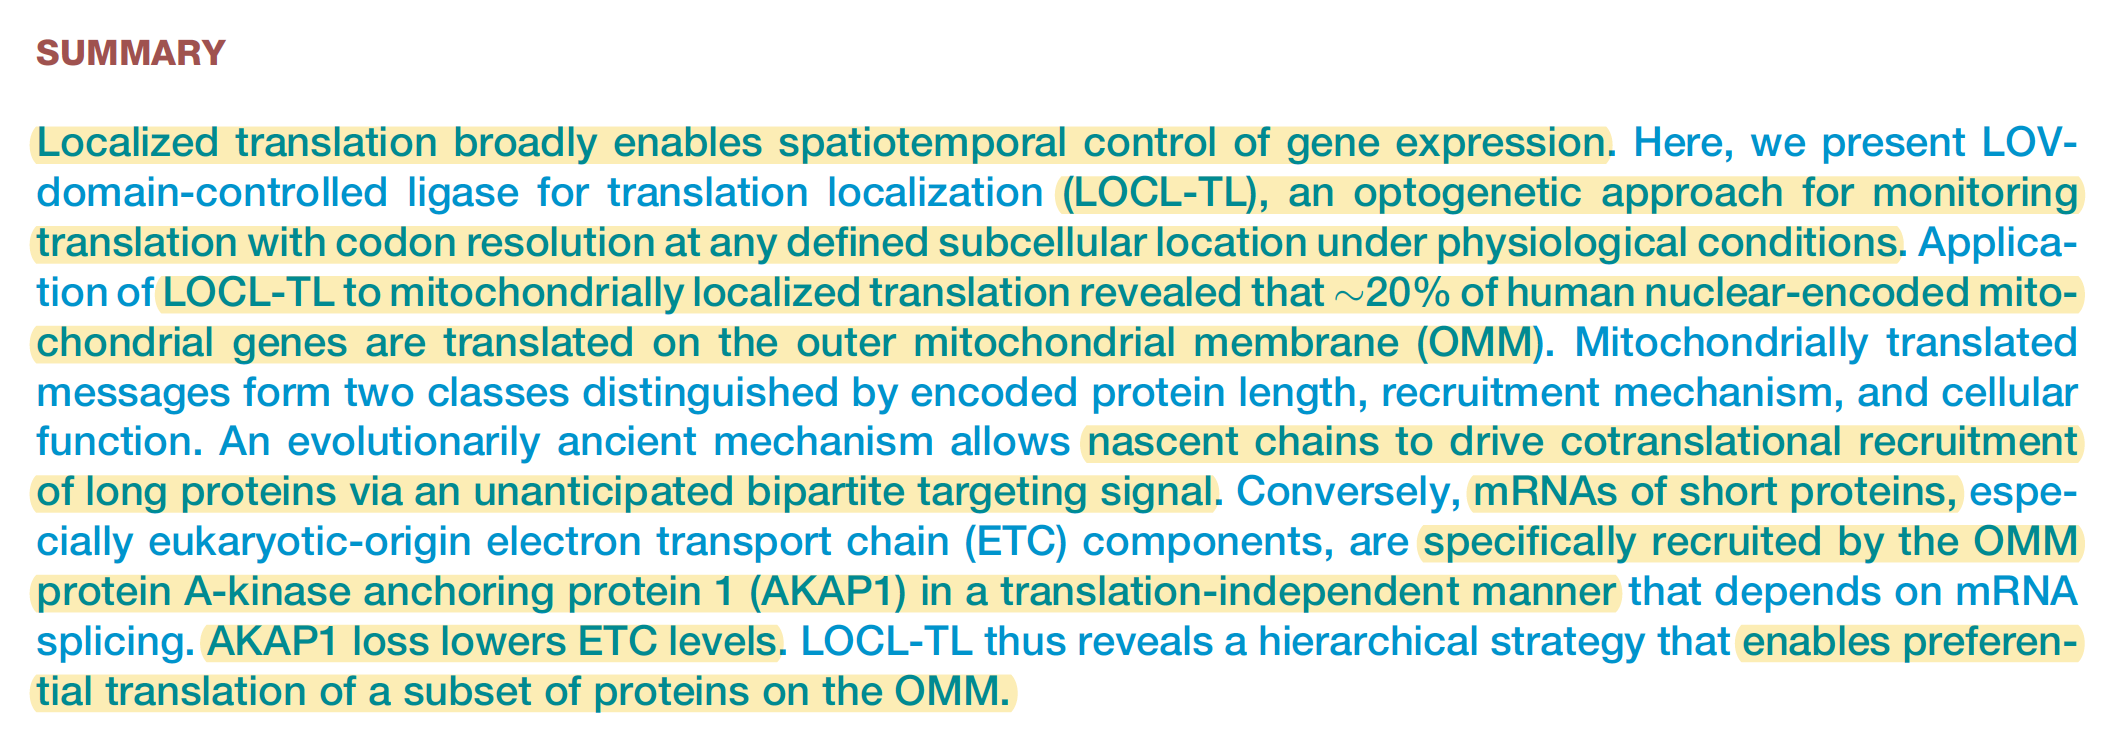 SUMMARY
Localized translation broadly enables spatiotemporal control of gene expression. Here, we present LOV-
domain-controlled ligase for translation localization (LOCL-TL), an optogenetic approach for monitoring
translation with codon resolution at any defined subcellular location under physiological conditions. Applica-
tion of LOCL-TL to mitochondrially localized translation revealed that ∼20% of human nuclear-encoded mito-
chondrial genes are translated on the outer mitochondrial membrane (OMM). Mitochondrially translated
messages form two classes distinguished by encoded protein length, recruitment mechanism, and cellular
function. An evolutionarily ancient mechanism allows nascent chains to drive cotranslational recruitment
of long proteins via an unanticipated bipartite targeting signal. Conversely, mRNAs of short proteins, espe-
cially eukaryotic-origin electron transport chain (ETC) components, are specifically recruited by the OMM
protein A-kinase anchoring protein 1 (AKAP1) in a translation-independent manner that depends on mRNA
splicing. AKAP1 loss lowers ETC levels. LOCL-TL thus reveals a hierarchical strategy that enables preferen-
tial translation of a subset of proteins on the OMM.